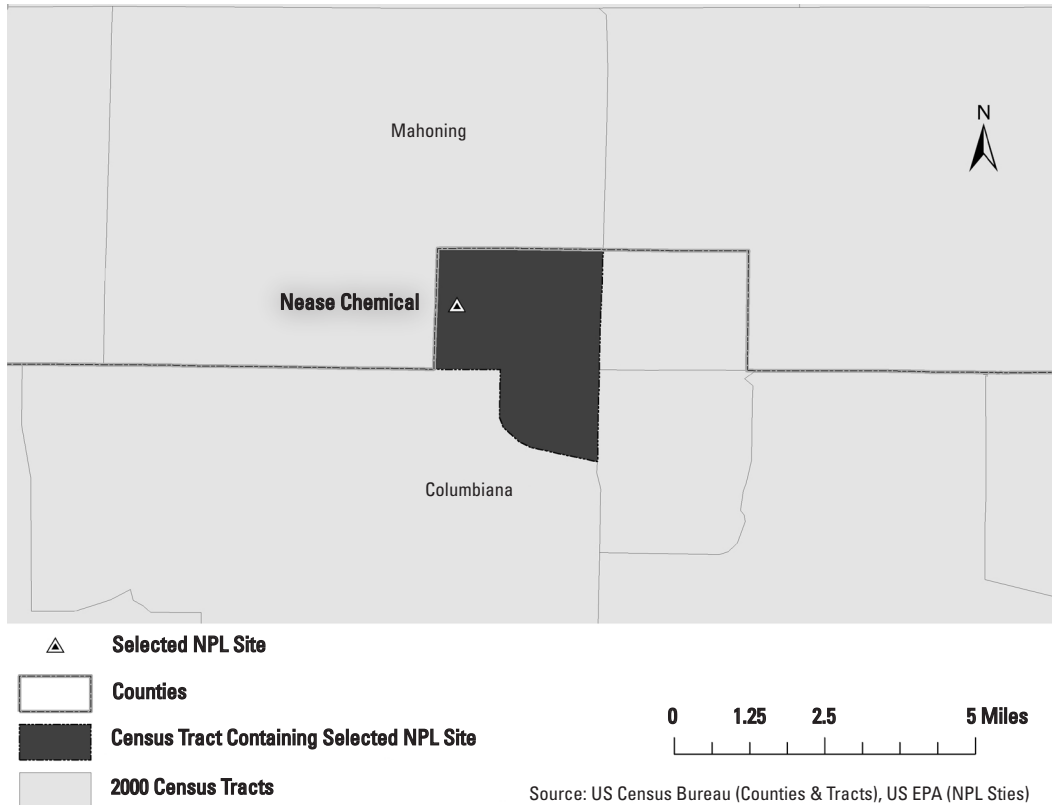 Mahoning
N
Nease Chemical
Columbiana
Selected NPL Site
Counties
Census Tract Containing Selected NPL Site
2000 Census Tracts
0 1.25 2.5 5 Miles
Source: US Census Bureau (Counties & Tracts), US EPA (NPL Sties)